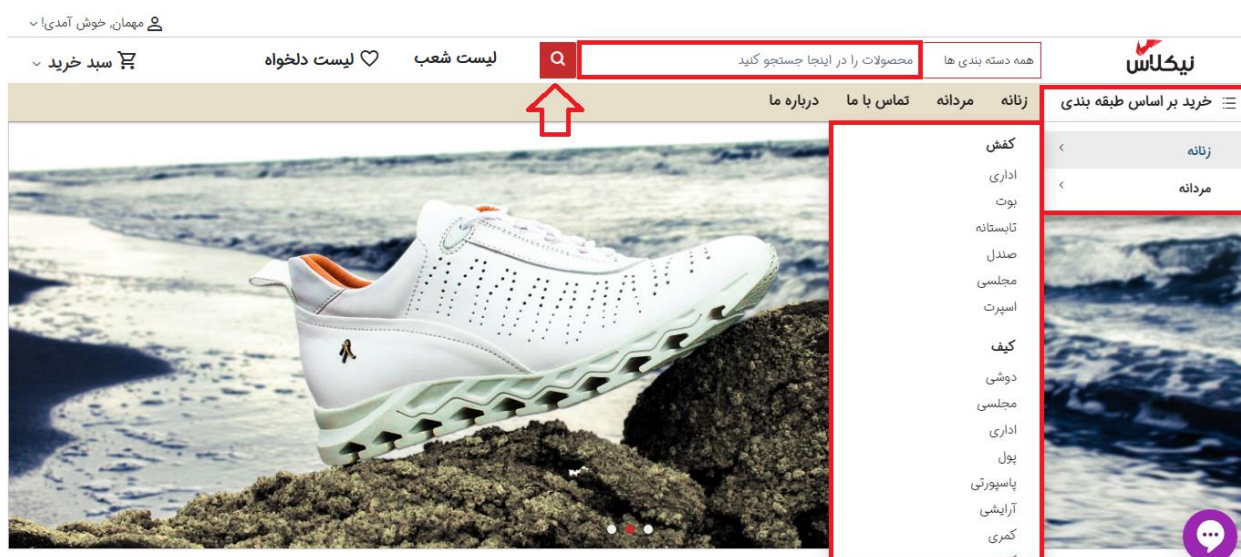 مهمان, خوش آمدی!
نیکلاس
همه دسته بندی ها
محصولات را در اینجا جستجو کنید
لیست شعب
لیست دلخواه
سبد خرید
خرید بر اساس طبقه بندی
زنانه مردانه تماس با ما درباره ما
زنانه
مردانه
کفش
اداری
بوت
تابستانه
صندل
مجلسی
اسپرت
کیف
دوشی
مجلسی
اداری
پول
پاسپورتی
آرایشی
کمری